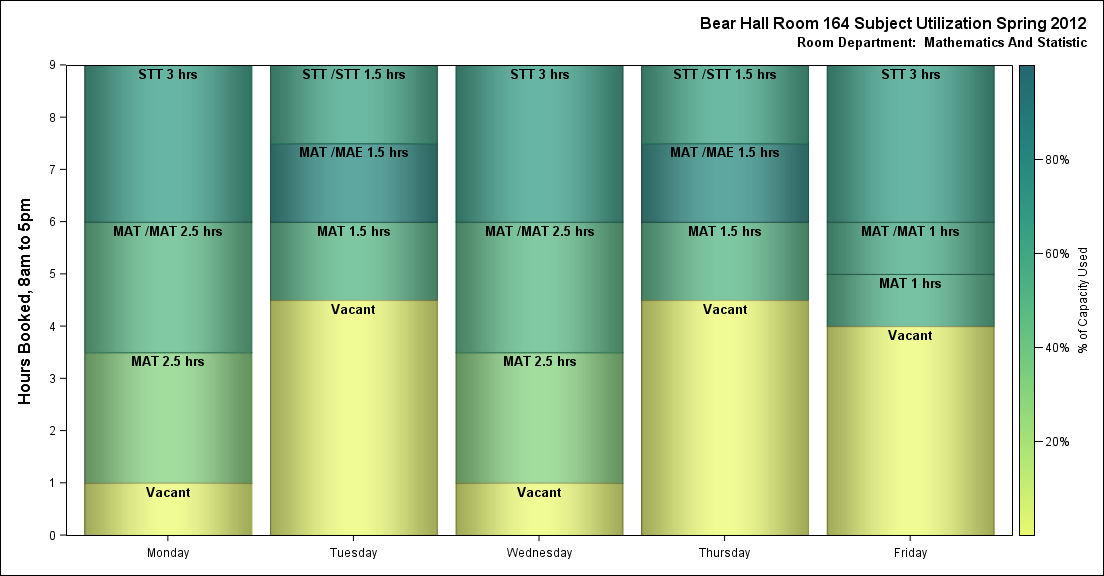 Bear Hall Room 164 Subject Utilization Spring 2012
Room Department:  Mathematics And Statistic
Hours Booked, 8am to 5pm
9
8
7
6
5
4
3
2
1
0
STT 3 hrs
MAT /MAT 2.5 hrs
MAT 2.5 hrs
Vacant
STT /STT 1.5 hrs
MAT /MAE 1.5 hrs
MAT 1.5 hrs
Vacant
STT 3 hrs
MAT /MAT 2.5 hrs
MAT 2.5 hrs
Vacant
STT /STT 1.5 hrs
MAT /MAE 1.5 hrs
MAT 1.5 hrs
Vacant
STT 3 hrs
MAT /MAT 1 hrs
MAT 1 hrs
Vacant
Monday
Tuesday
Wednesday
Thursday
Friday
80%
60%
40%
20%
% of Capacity Used